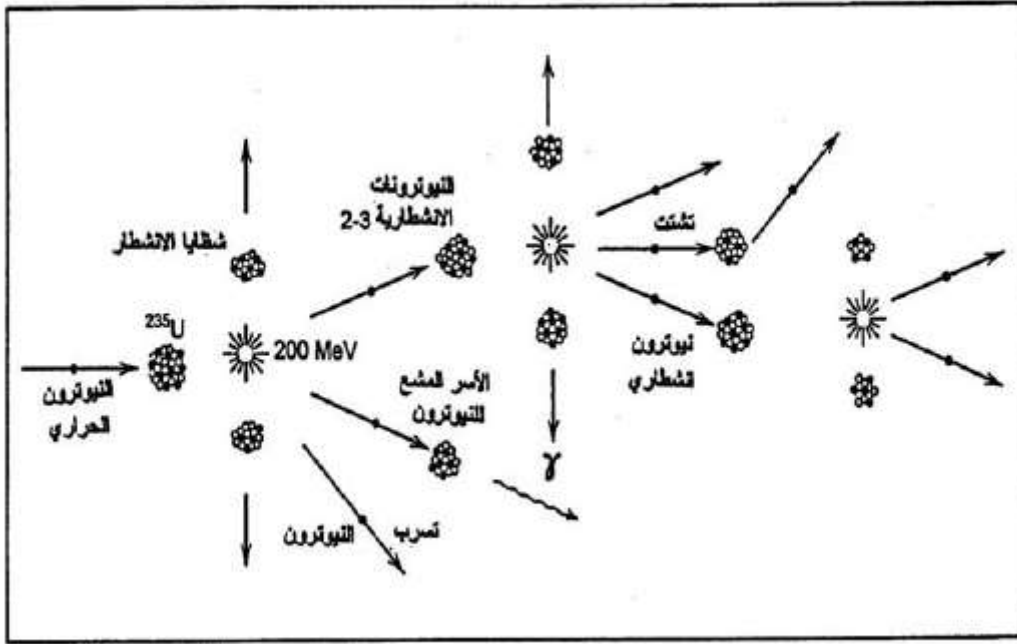 النيوترونات
الانشطارية 2-3
شظايا الانشطار
تشتت
235U
200 MeV
نيوترون
انشطاري
النيوترون
الحراري
الأسر المشع
للنيوترون
γ
تسرب
النيوترون